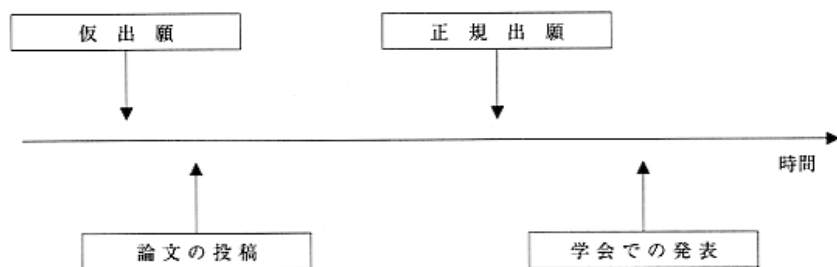 仮出願
正規出願
時間
論文の投稿
学会での発表